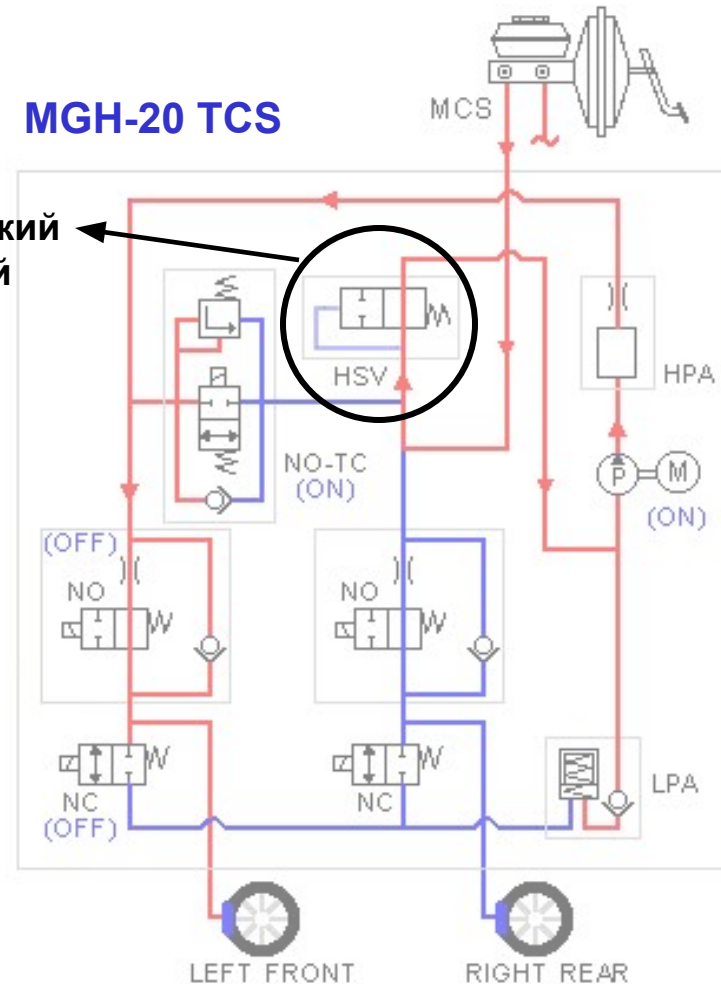 MGH-20 TCS
MCS
HSV
HPA
NO-TC
(ON)
P
M
(ON)
(OFF)
NO
NO
NC
(OFF)
NC
LPA
LEFT FRONT
RIGHT REAR